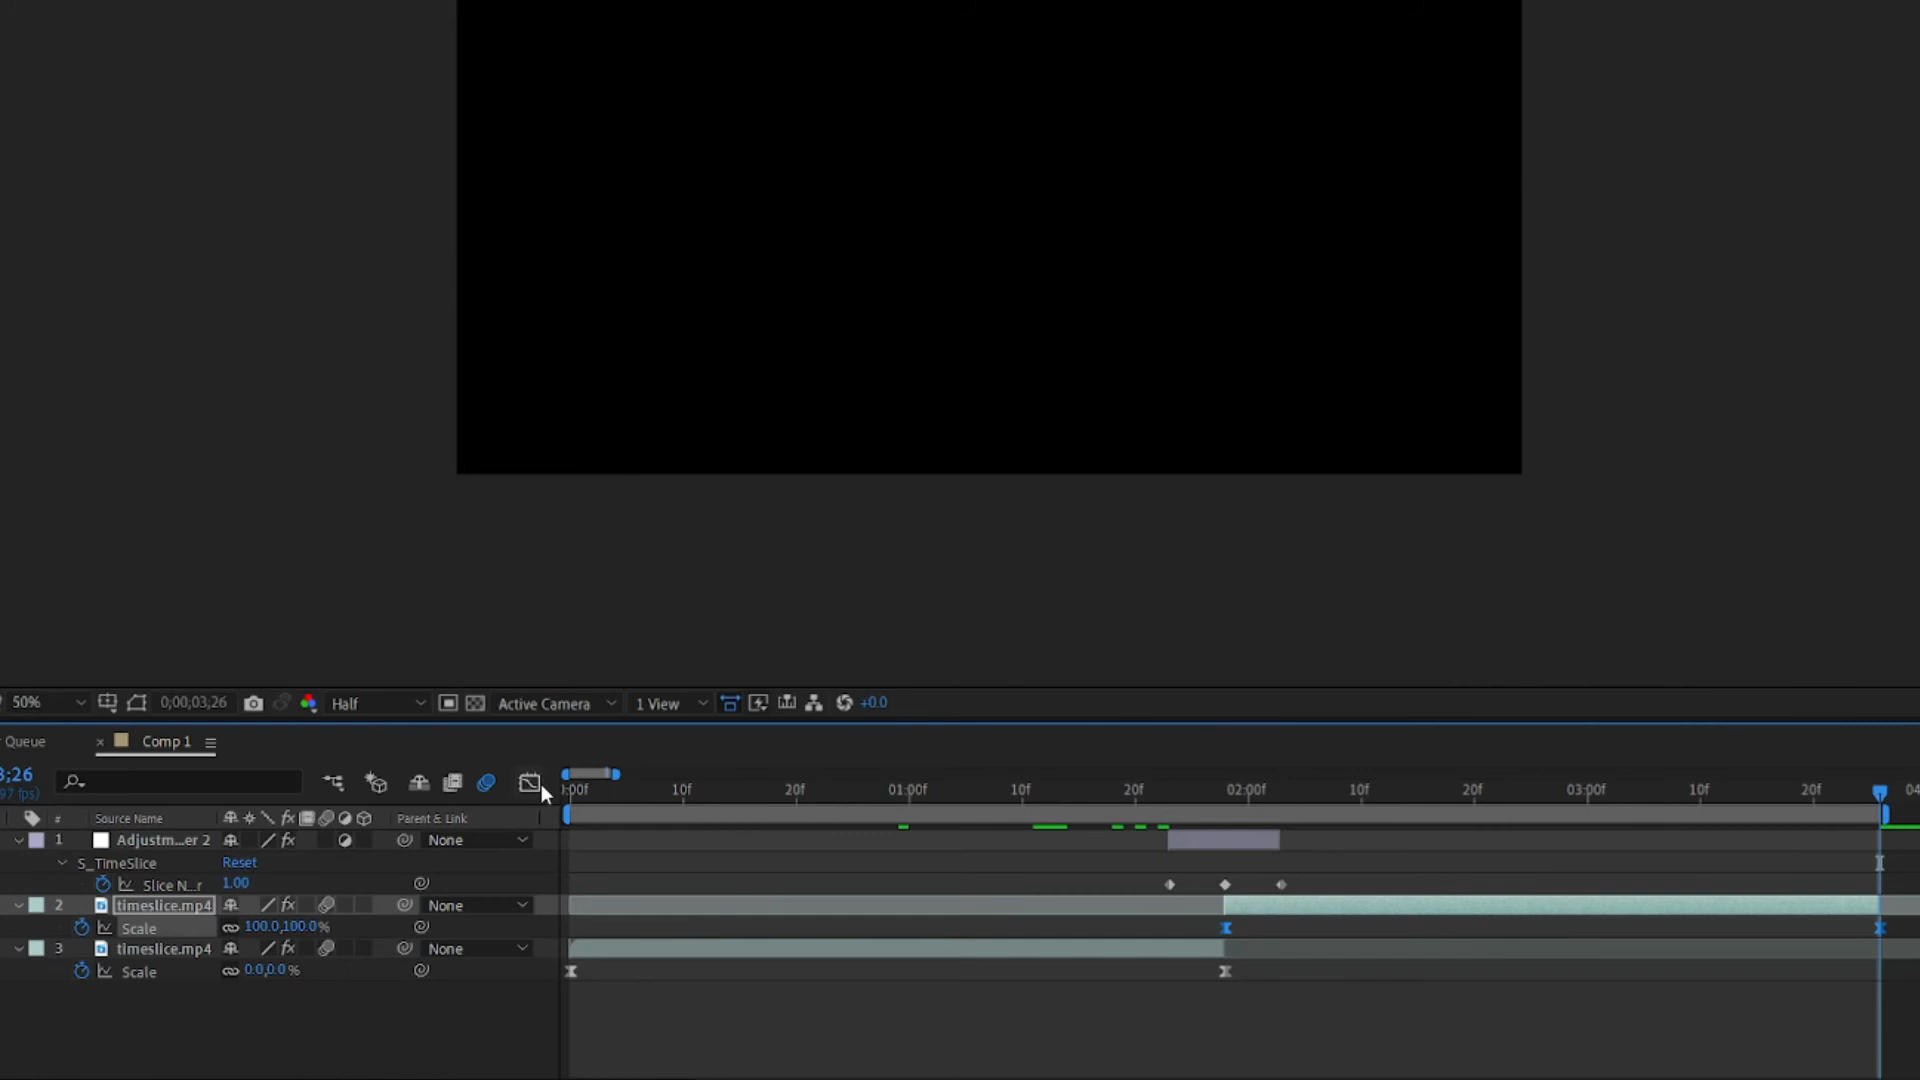 50%
0;00;03;26
Half
Active Camera
1 View
+0.0
Queue
× Comp 1
3;26
97 fps)
:00f 10f 20f 01:00f 10f 20f 02:00f 10f 20f 03:00f 10f 20f 04
# Source Name Parent & Link
1 Adjustm...er 2 fx None
S_TimeSlice Reset
Slice N...r 1.00
2 timeslice.mp4 fx None
Scale 100.0,100.0%
3 timeslice.mp4 fx None
Scale 0.0,0.0%